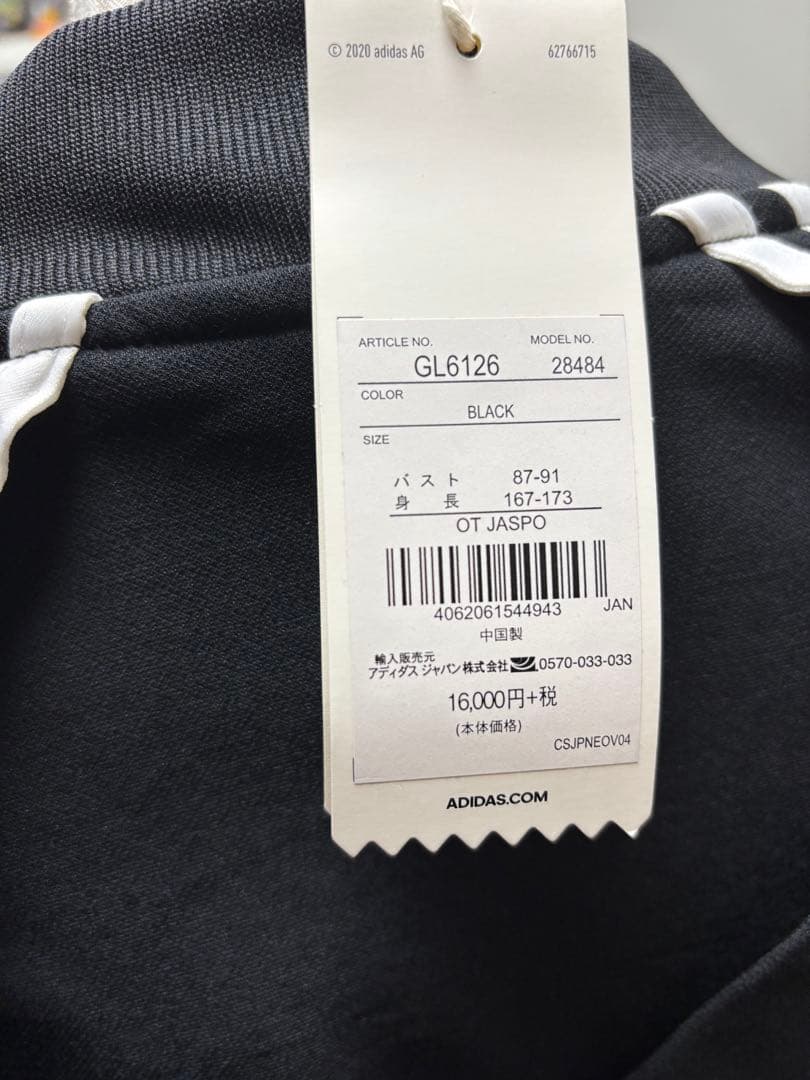 © 2020 adidas AG 62766715
ARTICLE NO. MODEL NO.
GL6126 28484
COLOR
BLACK
SIZE
バスト 87-91
身長 167-173
OT JASPO
4062061544943 JAN
中国製
輸入販売元
アディダス ジャパン株式会社 0570-033-033
16,000円+税
(本体価格)
CSJPNEOV04
ADIDAS.COM